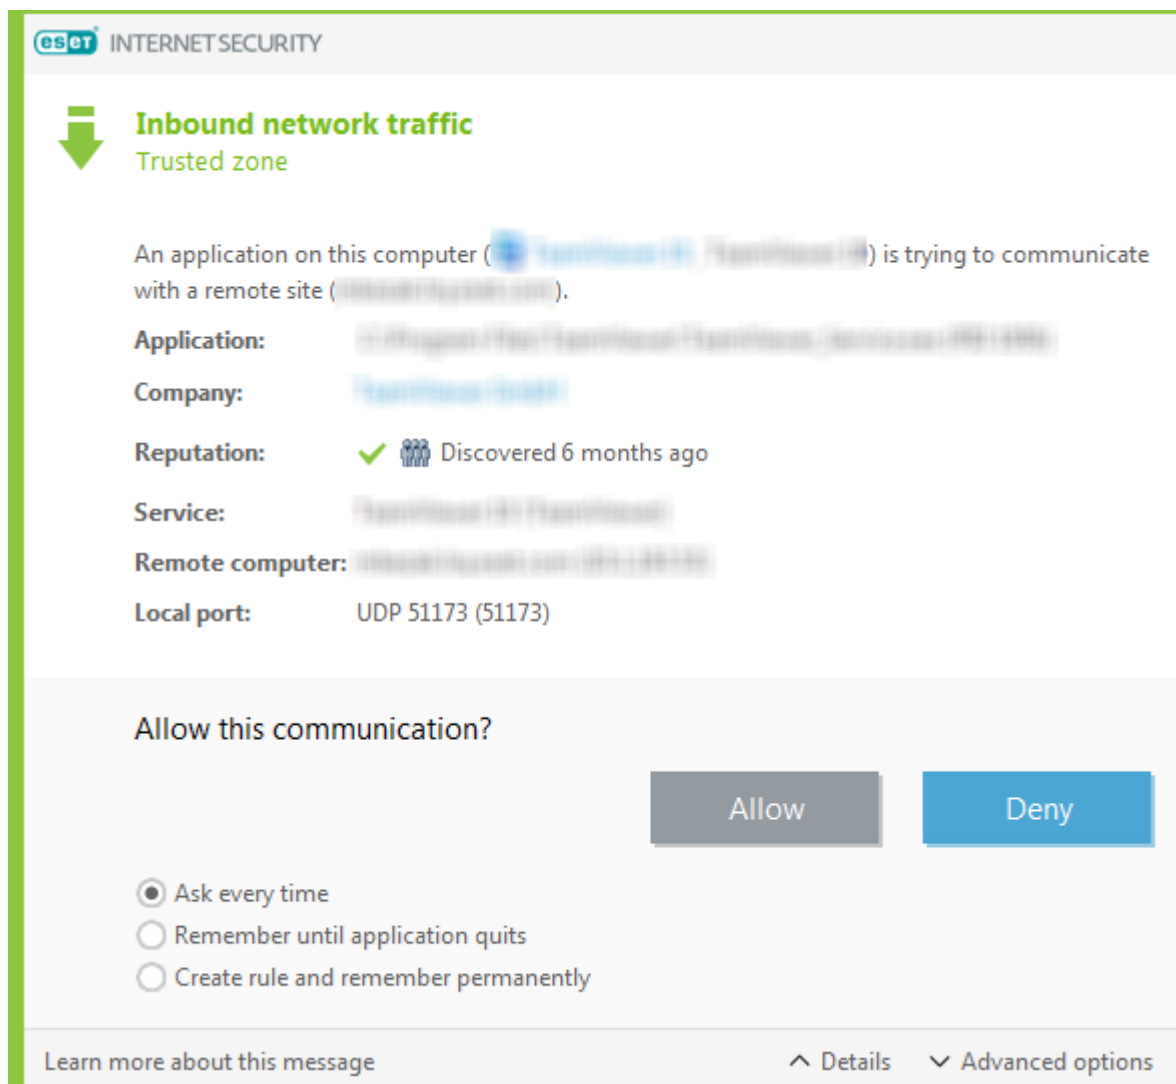 eset INTERNET SECURITY
Inbound network traffic
Trusted zone
An application on this computer ( ) is trying to communicate
with a remote site ( ).
Application:
Company:
Reputation: Discovered 6 months ago
Service:
Remote computer:
Local port: UDP 51173 (51173)
Allow this communication?
Allow Deny
Ask every time
Remember until application quits
Create rule and remember permanently
Learn more about this message Details Advanced options